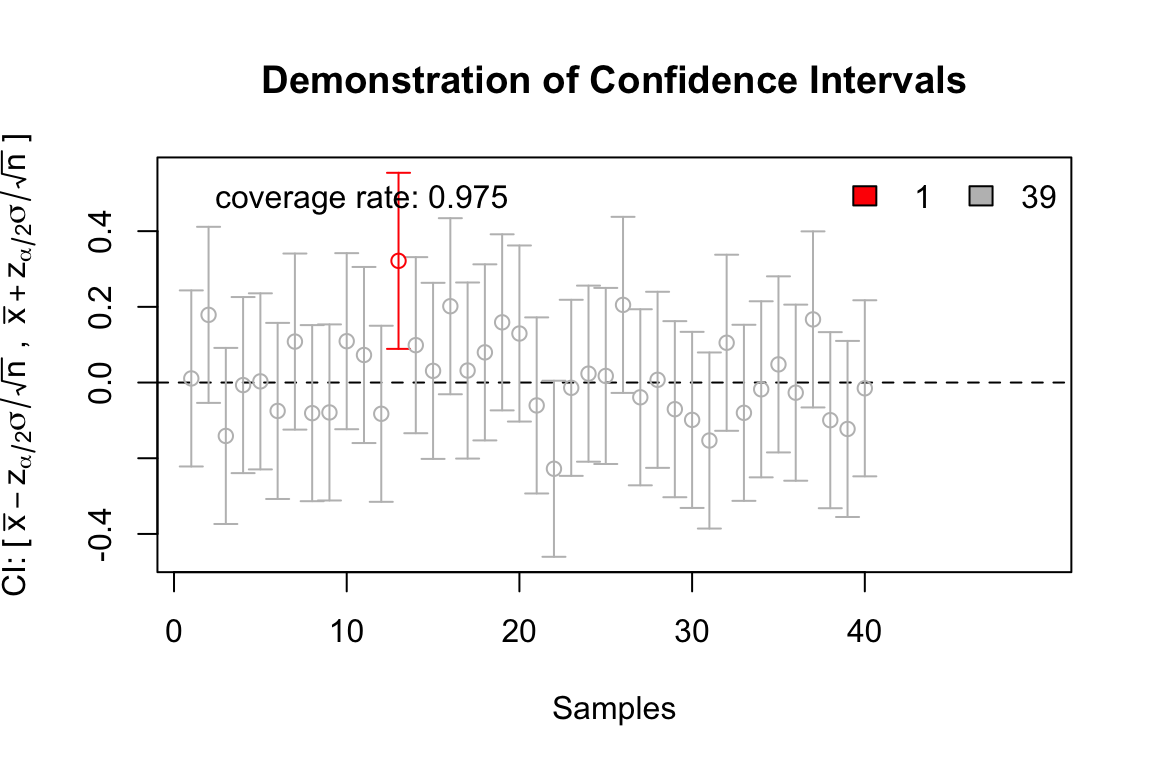 Demonstration of Confidence Intervals
CI: [ x̅ − zα/2σ/√n , x̅ + zα/2σ/√n ]
coverage rate: 0.975
1
39
0.4
0.2
0.0
-0.4
0
10
20
30
40
Samples